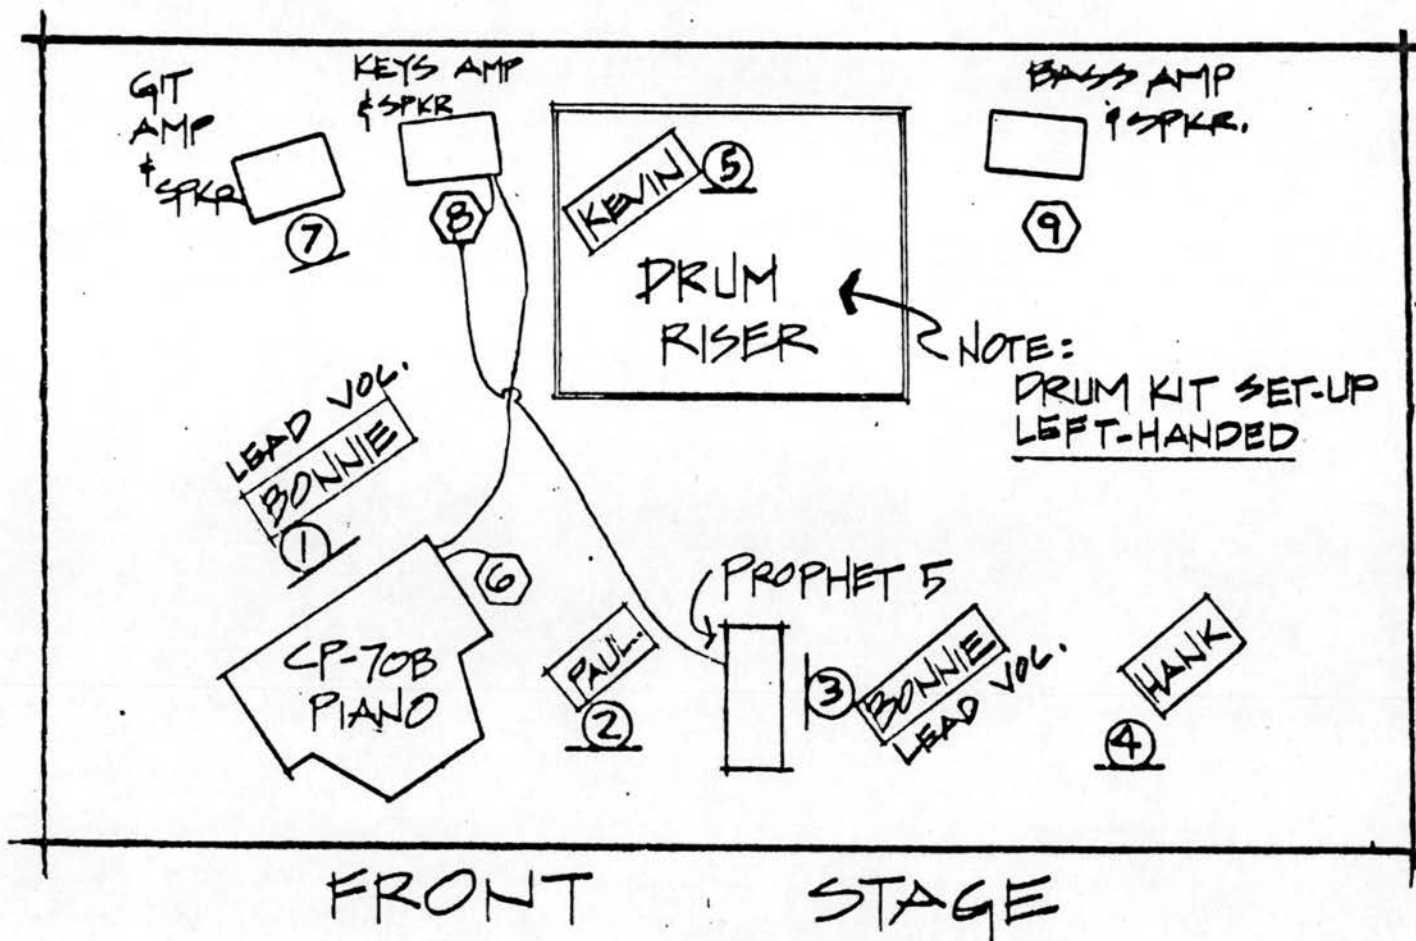 GIT
AMP
&
SPKR
7
KEYS AMP
& SPKR
8
KEVIN 5
DRUM
RISER
BASS AMP
& SPKR.
9
NOTE:
DRUM KIT SET-UP
LEFT-HANDED
LEAD VOC.
BONNIE
1
6
CP-70B
PIANO
PAUL.
2
PROPHET 5
3 BONNIE
LEAD VOC.
HANK
4
FRONT STAGE